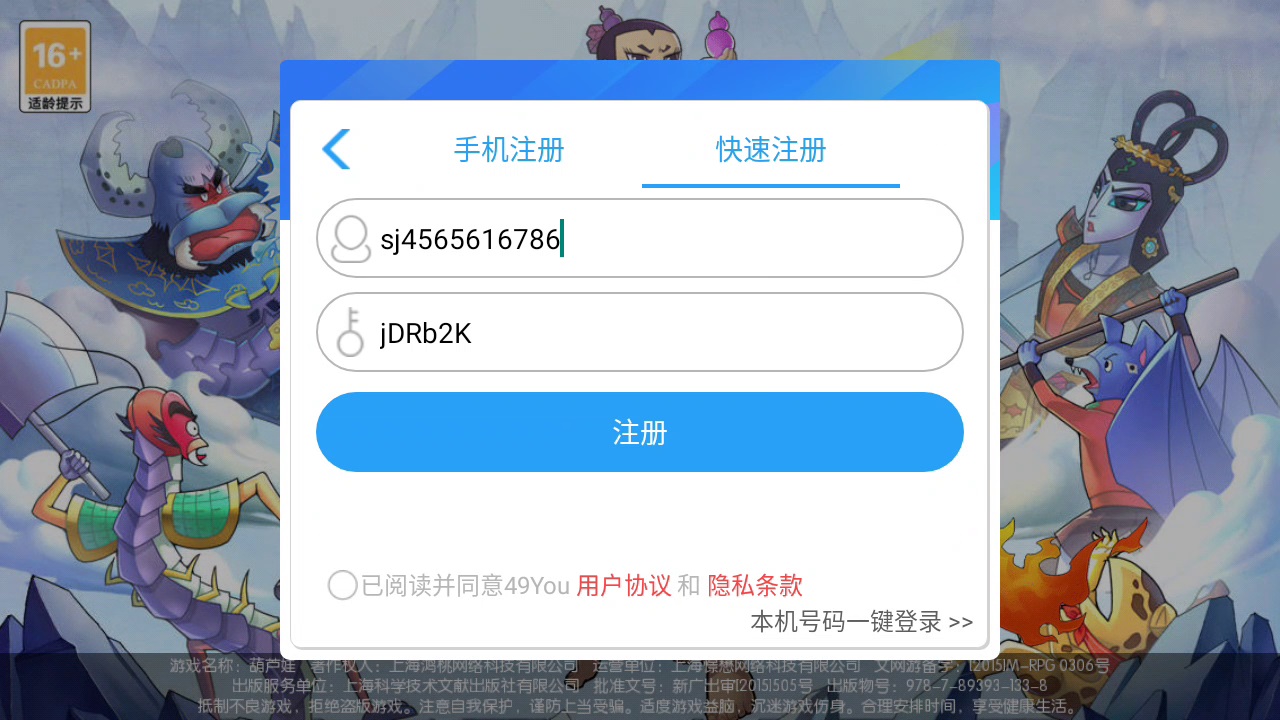 16+
CADPA
适龄提示
手机注册
快速注册
sj4565616786
jDRb2K
注册
已阅读并同意49You 用户协议 和 隐私条款
本机号码一键登录 >>
游戏名称：葫芦娃 著作权人：上海鸿桃网络科技有限公司 运营单位：上海憬想网络科技有限公司 文网游备字：[2015]M-RPG 0306号
出版服务单位：上海科学技术文献出版社有限公司 批准文号：新广出审[2015]1505号 出版物号：978-7-89393-133-8
抵制不良游戏，拒绝盗版游戏。注意自我保护，谨防上当受骗。适度游戏益脑，沉迷游戏伤身。合理安排时间，享受健康生活。